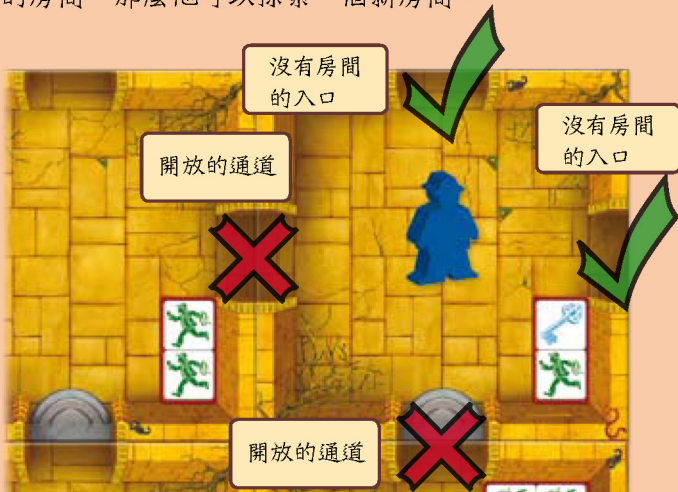 的房間，那麼他可以探索一個新房間。
沒有房間
的入口
沒有房間
的入口
開放的通道
開放的通道